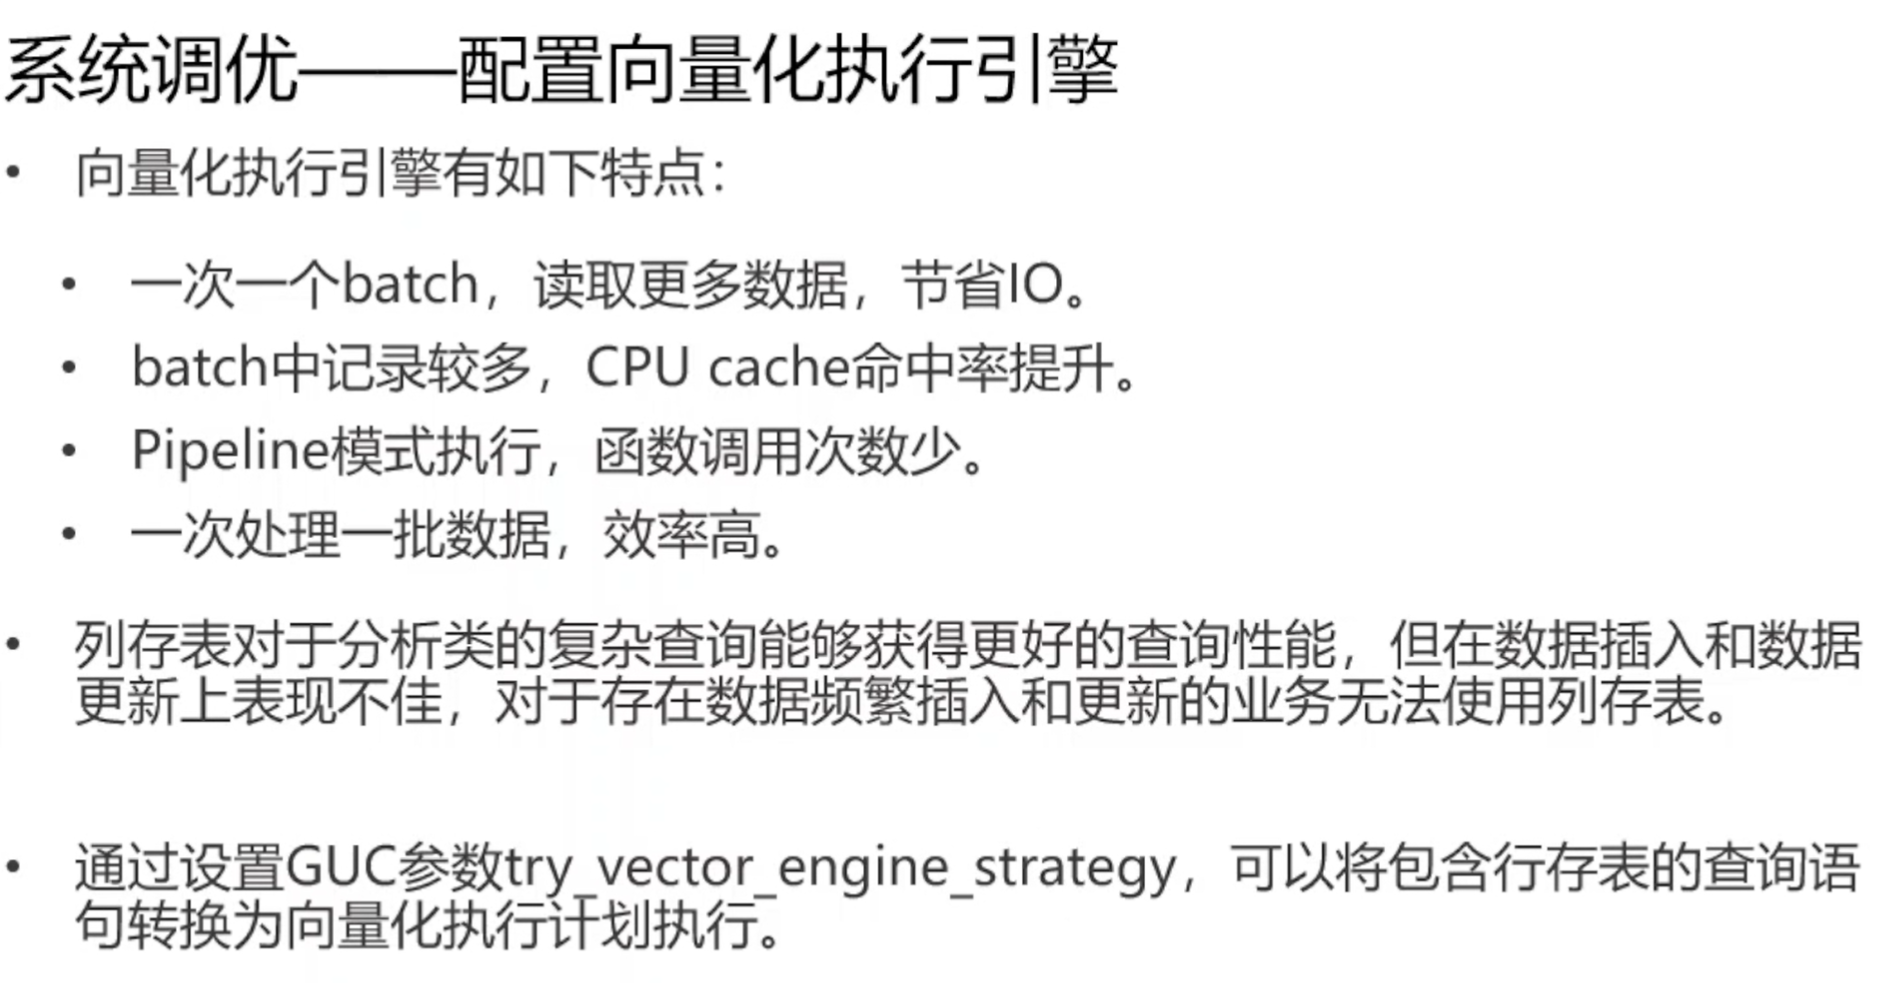 系统调优——配置向量化执行引擎
• 向量化执行引擎有如下特点：
• 一次一个batch，读取更多数据，节省IO。
• batch中记录较多，CPU cache命中率提升。
• Pipeline模式执行，函数调用次数少。
• 一次处理一批数据，效率高。
• 列存表对于分析类的复杂查询能够获得更好的查询性能，但在数据插入和数据
更新上表现不佳，对于存在数据频繁插入和更新的业务无法使用列存表。
• 通过设置GUC参数try_vector_engine_strategy，可以将包含行存表的查询语
句转换为向量化执行计划执行。